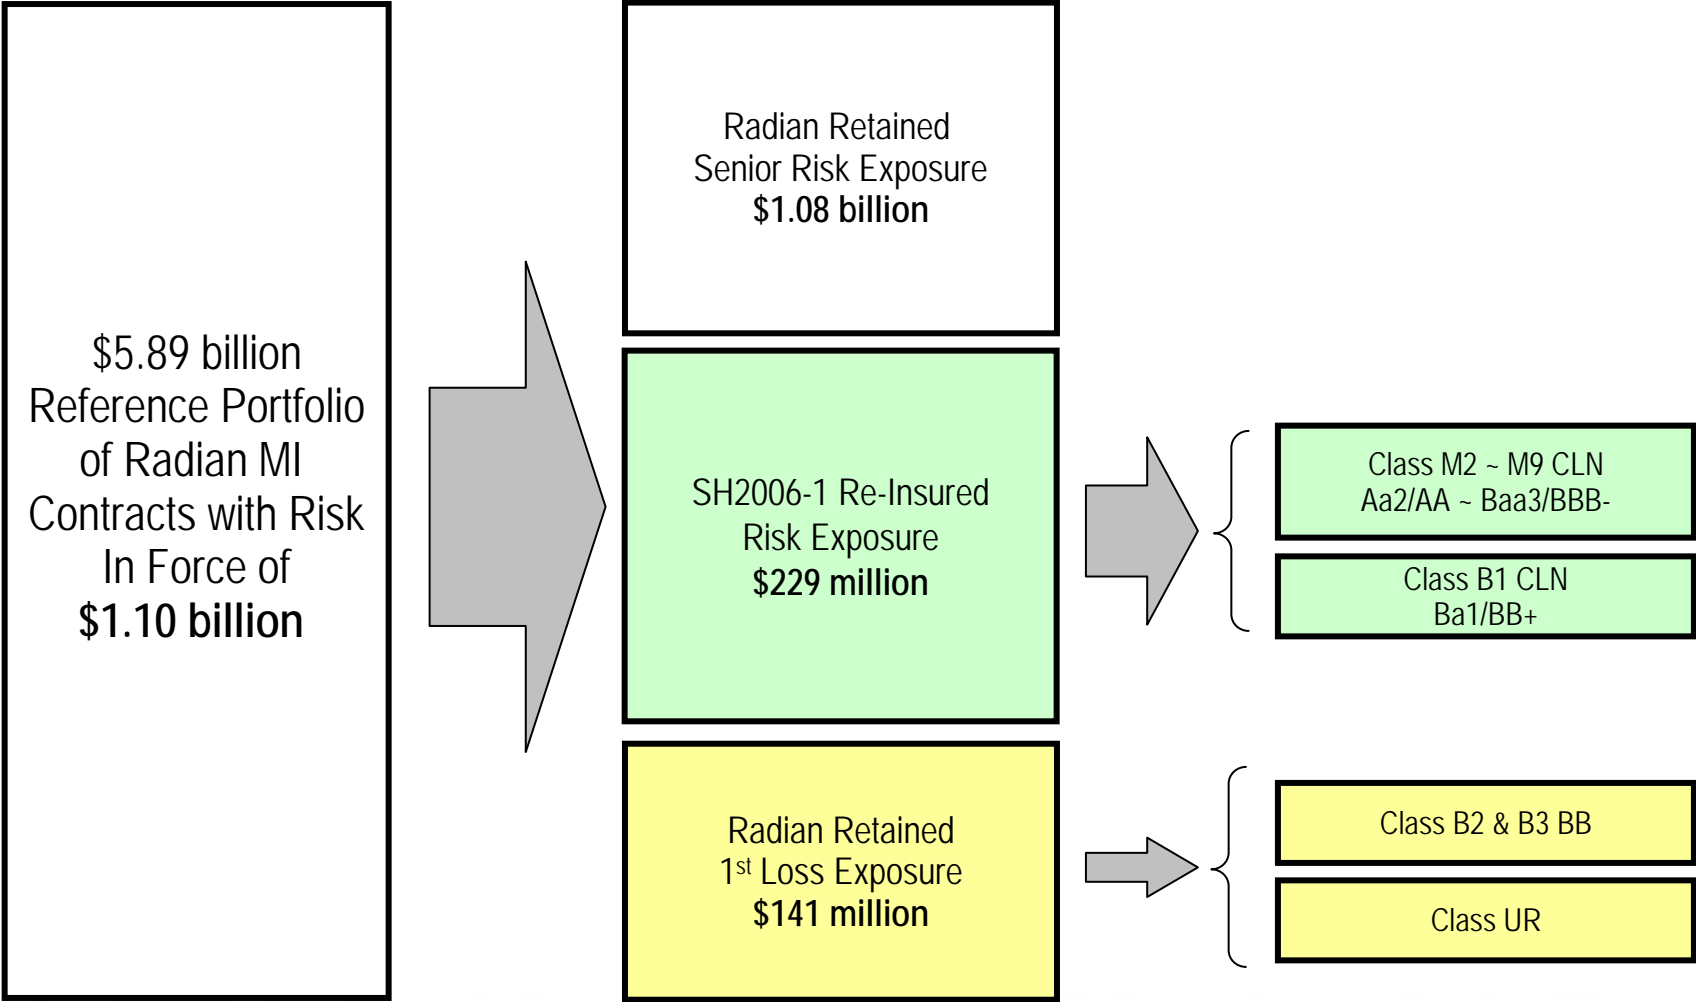 $5.89 billion
Reference Portfolio
of Radian MI
Contracts with Risk
In Force of
$1.10 billion
Radian Retained
Senior Risk Exposure
$1.08 billion
SH2006-1 Re-Insured
Risk Exposure
$229 million
Radian Retained
1st Loss Exposure
$141 million
Class M2 ~ M9 CLN
Aa2/AA ~ Baa3/BBB-
Class B1 CLN
Ba1/BB+
Class B2 & B3 BB
Class UR